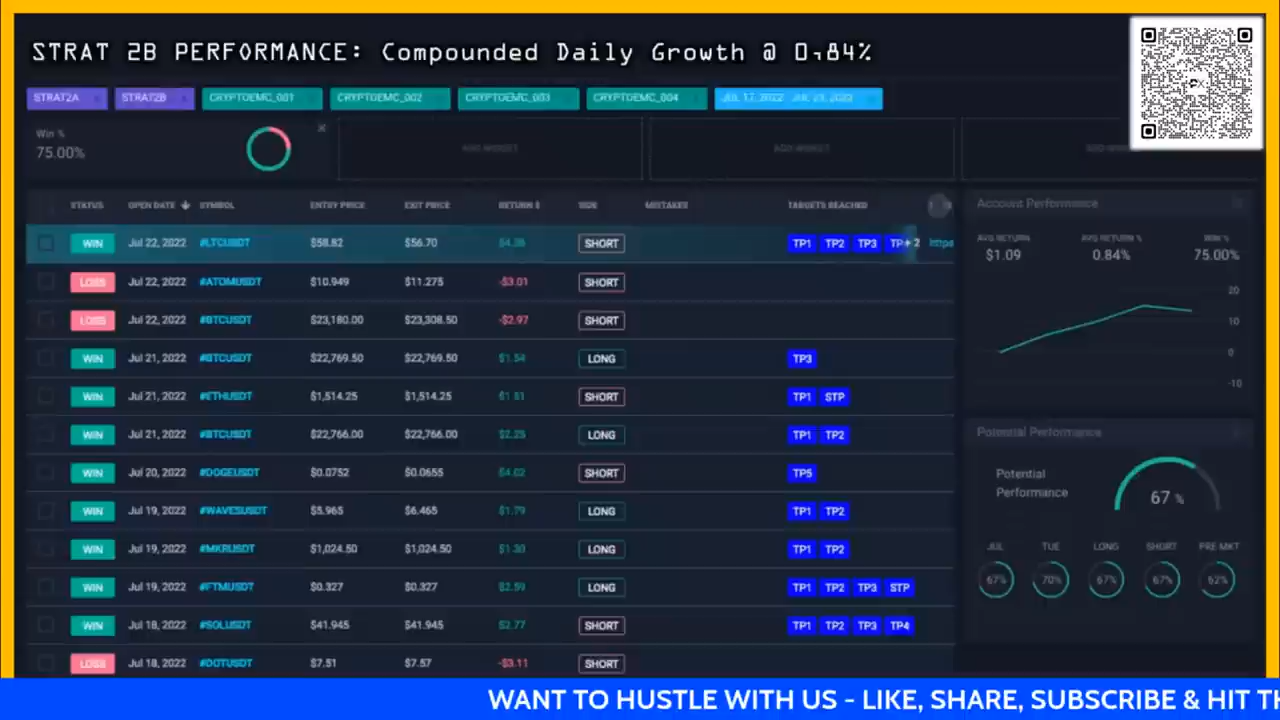 STRAT 2B PERFORMANCE: Compounded Daily Growth @ 0.84%
STRAT2A STRAT2B CRYPTOEMC_001 CRYPTOEMC_002 CRYPTOEMC_003 CRYPTOEMC_004
Win %
75.00%
ADD WIDGET ADD WIDGET ADD WIDGET
STATUS OPEN DATE SYMBOL ENTRY PRICE EXIT PRICE RETURN $ SIDE MISTAKES TARGETS REACHED
WIN Jul 22, 2022 #LTCUSDT $58.82 $56.70 SHORT TP1 TP2 TP3 + 2 https
LOSS Jul 22, 2022 #ATOMUSDT $10.949 $11.275 -$3.01 SHORT
LOSS Jul 22, 2022 #BTCUSDT $23,180.00 $23,308.50 -$2.97 SHORT
WIN Jul 21, 2022 #BTCUSDT $22,769.50 $22,769.50 $1.54 LONG TP3
WIN Jul 21, 2022 #ETHUSDT $1,514.25 $1,514.25 SHORT TP1 STP
WIN Jul 21, 2022 #BTCUSDT $22,766.00 $22,766.00 $2.25 LONG TP1 TP2
WIN Jul 20, 2022 #DOGEUSDT $0.0752 $0.0655 $4.02 SHORT TP5
WIN Jul 19, 2022 #WAVESUSDT $5.965 $6.465 $1.79 LONG TP1 TP2
WIN Jul 19, 2022 #MKRUSDT $1,024.50 $1,024.50 $1.30 LONG TP1 TP2
WIN Jul 19, 2022 #FTMUSDT $0.327 $0.327 $2.59 LONG TP1 TP2 TP3 STP
WIN Jul 18, 2022 #SOLUSDT $41.945 $41.945 $2.77 SHORT TP1 TP2 TP3 TP4
LOSS Jul 18, 2022 #DOTUSDT $7.51 $7.57 -$3.11 SHORT
Account Performance
AVG RETURN AVG RETURN % WIN %
$1.09 0.84% 75.00%
20
10
0
-10
Potential Performance
Potential
Performance
67 %
JUL TUE LONG SHORT PRE MKT
67% 70% 67% 67% 62%
WANT TO HUSTLE WITH US - LIKE, SHARE, SUBSCRIBE & HIT TH